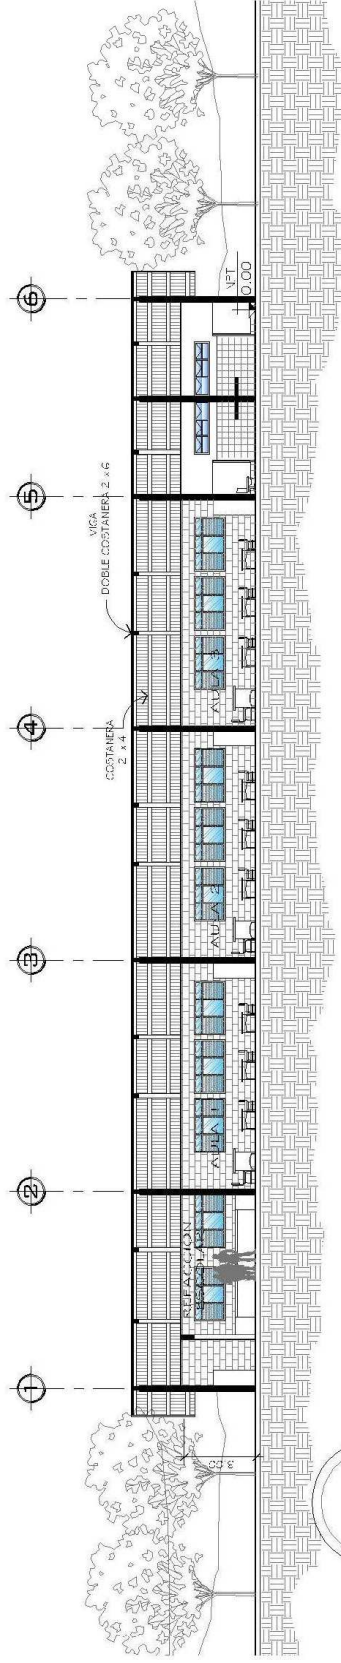 1
2
3
4
5
6
COSTANERA
2 x 4
VIGA
DOBLE COSTANERA 2 x 6
REFACCION
ESCOLAR
AULA 1
AULA 2
AULA 3
NPT
0.00
3.00